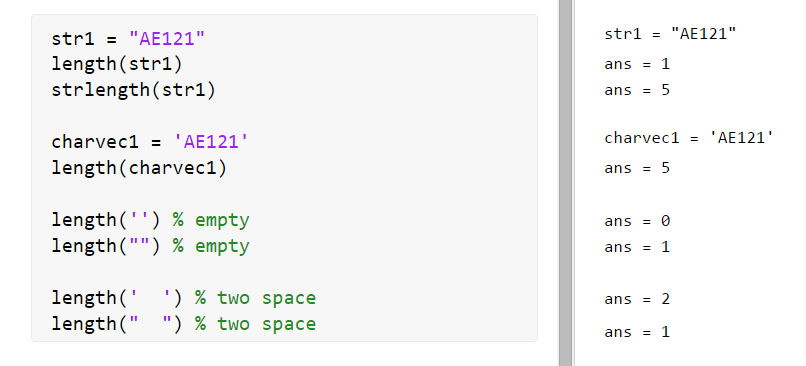 str1 = "AE121"
length(str1)
strlength(str1)
charvec1 = 'AE121'
length(charvec1)
length('') % empty
length("") % empty
length('  ') % two space
length("  ") % two space
str1 = "AE121"
ans = 1
ans = 5
charvec1 = 'AE121'
ans = 5
ans = 0
ans = 1
ans = 2
ans = 1